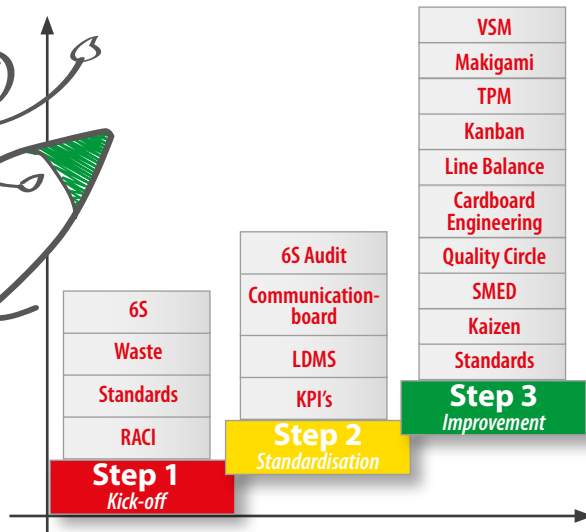 6S
Waste
Standards
RACI
Step 1
Kick-off
6S Audit
Communication-
board
LDMS
KPI's
Step 2
Standardisation
VSM
Makigami
TPM
Kanban
Line Balance
Cardboard
Engineering
Quality Circle
SMED
Kaizen
Standards
Step 3
Improvement